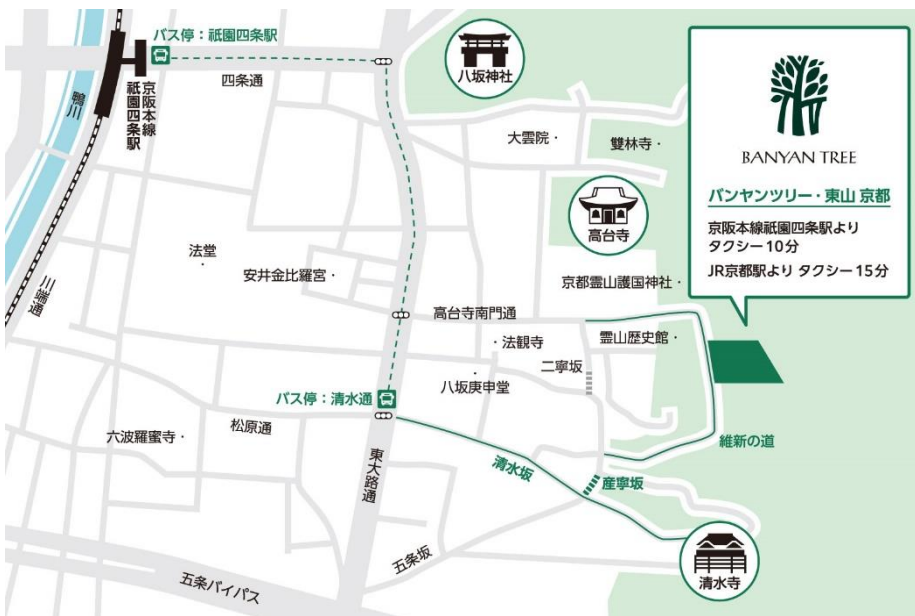 バス停：祇園四条駅
四条通
京阪本線
祇園四条駅
鴨川
川端通
八坂神社
大雲院・
雙林寺・
高台寺
BANYAN TREE
バンヤンツリー・東山 京都
京阪本線祇園四条駅より
タクシー10分
JR京都駅より タクシー15分
法堂
・
安井金比羅宮・
京都霊山護国神社・
高台寺南門通
・法観寺
霊山歴史館・
二寧坂
・
八坂庚申堂
バス停：清水通
松原通
六波羅蜜寺・
東大路通
清水坂
産寧坂
維新の道
五条坂
五条バイパス
清水寺